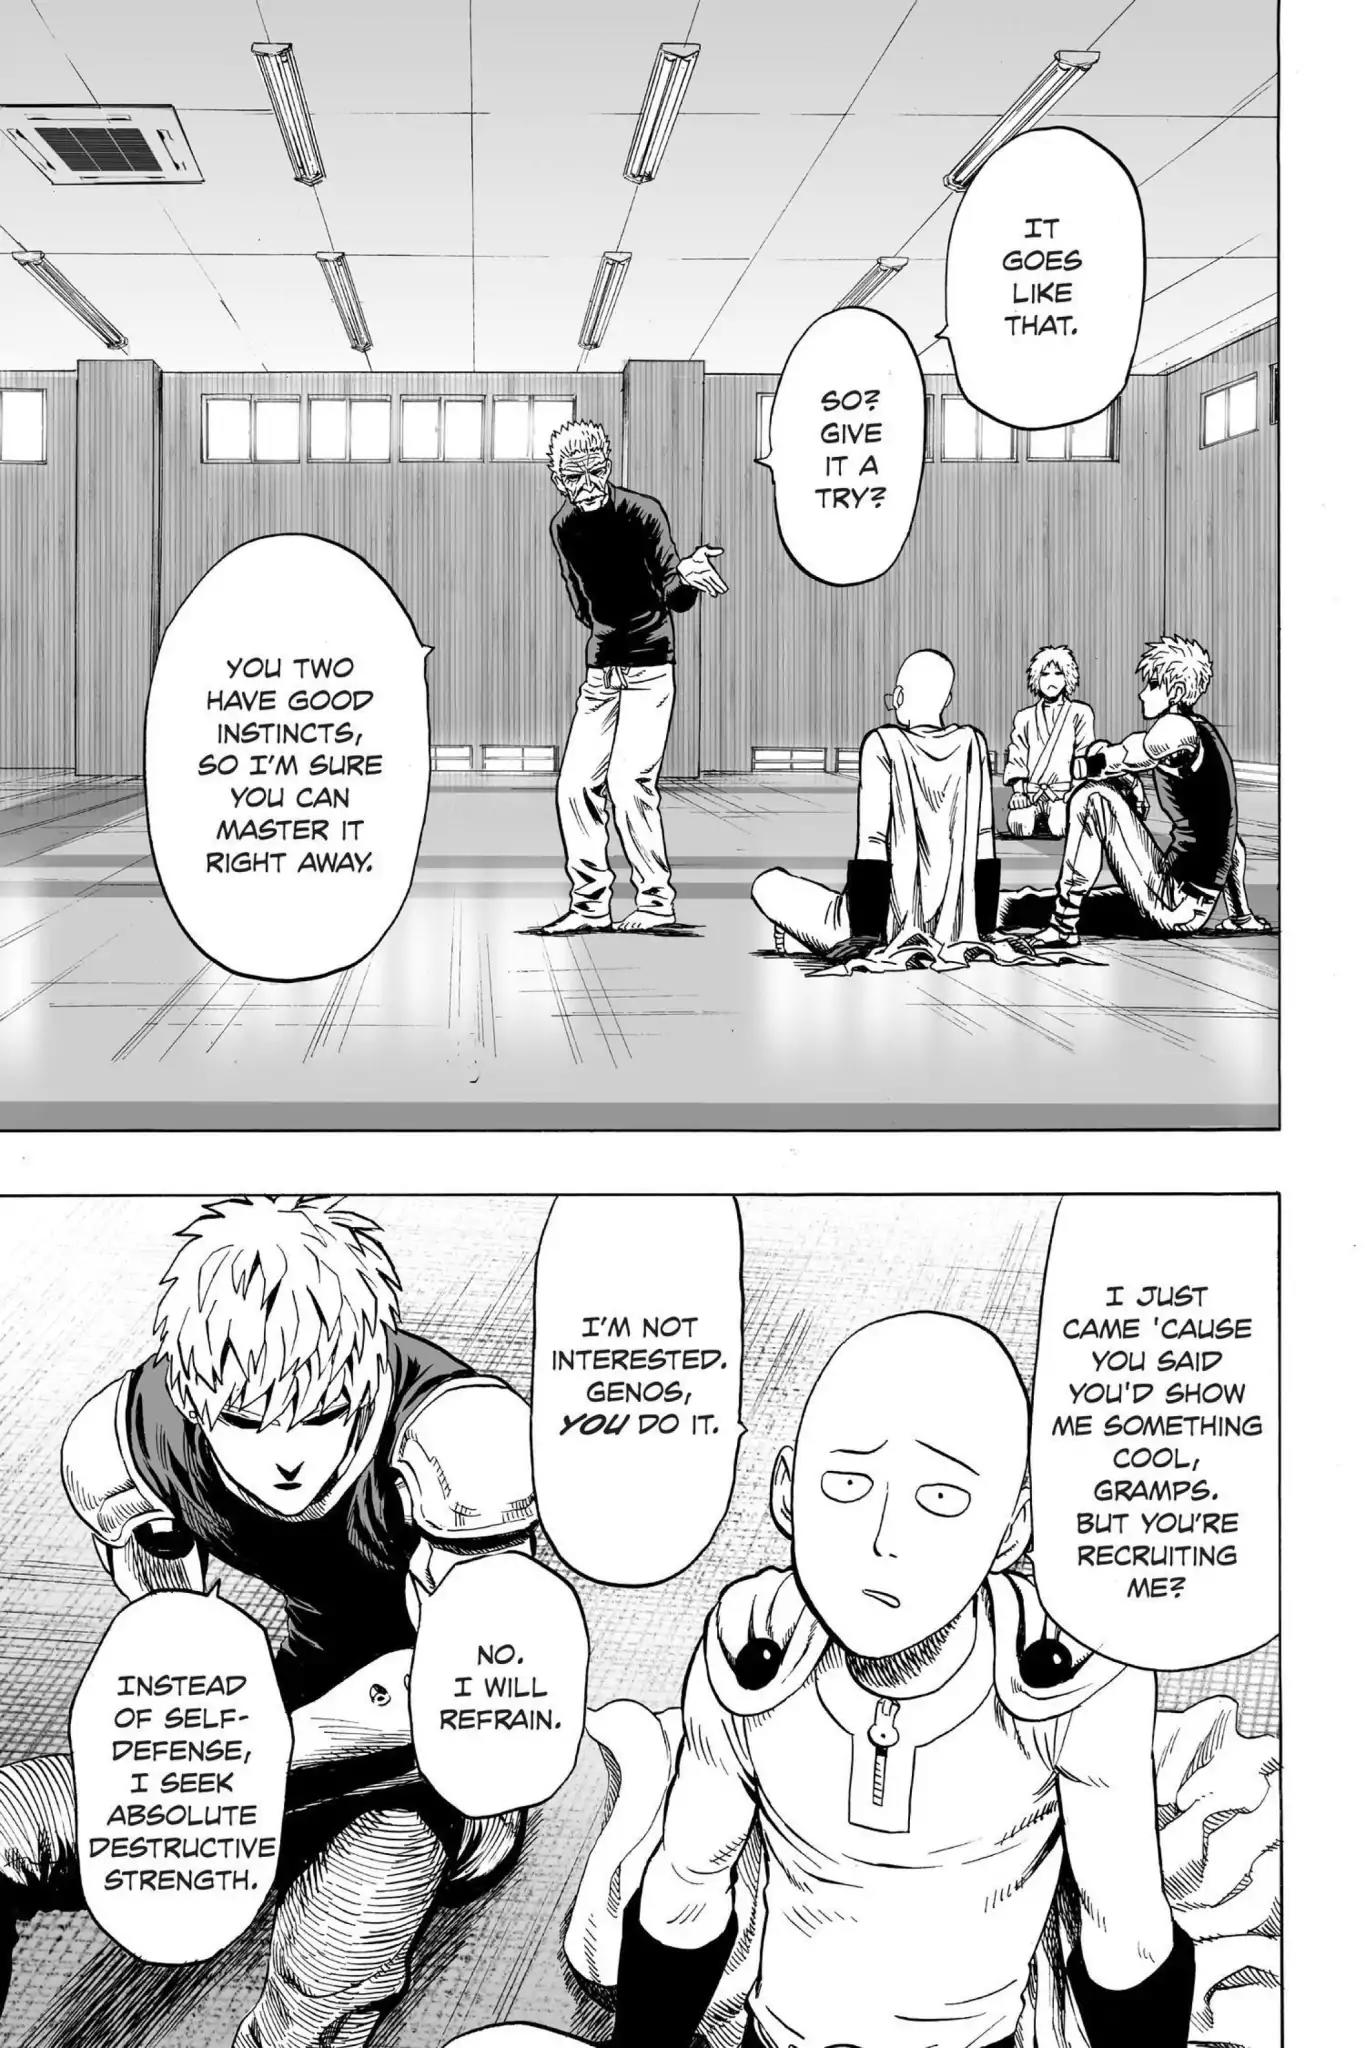 IT
GOES
LIKE
THAT.
SO?
GIVE
IT A
TRY?
YOU TWO
HAVE GOOD
INSTINCTS,
SO I'M SURE
YOU CAN
MASTER IT
RIGHT AWAY.
I JUST
CAME 'CAUSE
YOU SAID
YOU'D SHOW
ME SOMETHING
COOL,
GRAMPS.
BUT YOU'RE
RECRUITING
ME?
I'M NOT
INTERESTED.
GENOS,
YOU DO IT.
NO.
I WILL
REFRAIN.
INSTEAD
OF SELF-
DEFENSE,
I SEEK
ABSOLUTE
DESTRUCTIVE
STRENGTH.